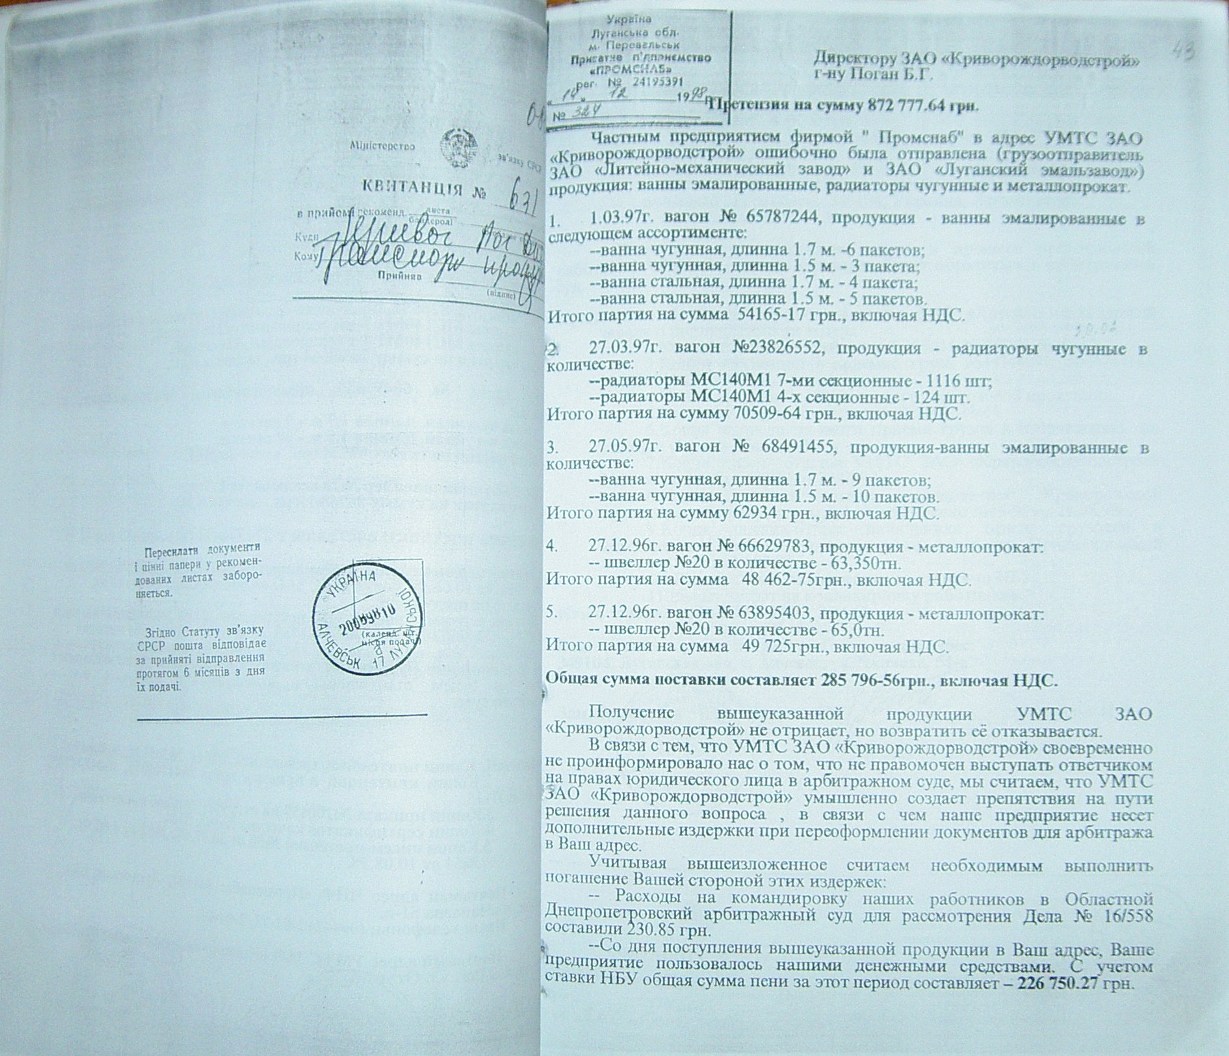 Міністерство
зв'язку СРСР
КВИТАНЦІЯ № 671
в прийомі рекоменд. листа
Куди Кривог Рог
Кому
Прийняв
(підпис)
Пересилати документи
і цінні папери у рекомен-
дованих листах заборо-
няється.
Згідно Статуту зв'язку
СРСР пошта відповідає
за прийняті відправлення
протягом 6 місяців з дня
їх подачі.
УКРАЇНА
АЛЧЕВСЬК 17
Україна
Луганська обл.
м. Перевальськ
Приватне підприємство
«ПРОМСНАБ»
рег. № 24195391
„ 14 „ 12 1998
№ 324
43
Директору ЗАО «Криворождорводстрой»
г-ну Поган Б.Г.
Претензия на сумму 872 777.64 грн.
Частным предприятием фирмой " Промснаб" в адрес УМТС ЗАО
«Криворождорводстрой» ошибочно была отправлена (грузоотправитель
ЗАО «Литейно-механический завод» и ЗАО «Луганский эмальзавод»)
продукция: ванны эмалированные, радиаторы чугунные и металлопрокат.
1. 1.03.97г. вагон № 65787244, продукция - ванны эмалированные в
следующем ассортименте:
--ванна чугунная, длинна 1.7 м. -6 пакетов;
--ванна чугунная, длинна 1.5 м. - 3 пакета;
--ванна стальная, длинна 1.7 м. - 4 пакета;
--ванна стальная, длинна 1.5 м. - 5 пакетов.
Итого партия на сумма 54165-17 грн., включая НДС.
2. 27.03.97г. вагон №23826552, продукция - радиаторы чугунные в
количестве:
--радиаторы МС140М1 7-ми секционные - 1116 шт;
--радиаторы МС140М1 4-х секционные - 124 шт.
Итого партия на сумму 70509-64 грн., включая НДС.
3. 27.05.97г. вагон № 68491455, продукция-ванны эмалированные в
количестве:
--ванна чугунная, длинна 1.7 м. - 9 пакетов;
--ванна чугунная, длинна 1.5 м. - 10 пакетов.
Итого партия на сумму 62934 грн., включая НДС.
4. 27.12.96г. вагон № 66629783, продукция - металлопрокат:
-- швеллер №20 в количестве - 63,350тн.
Итого партия на сумма 48 462-75грн., включая НДС.
5. 27.12.96г. вагон № 63895403, продукция - металлопрокат:
-- швеллер №20 в количестве - 65,0тн.
Итого партия на сумма 49 725грн., включая НДС.
Общая сумма поставки составляет 285 796-56грн., включая НДС.
Получение вышеуказанной продукции УМТС ЗАО
«Криворождорводстрой» не отрицает, но возвратить её отказывается.
В связи с тем, что УМТС ЗАО «Криворождорводстрой» своевременно
не проинформировало нас о том, что не правомочен выступать ответчиком
на правах юридического лица в арбитражном суде, мы считаем, что УМТС
ЗАО «Криворождорводстрой» умышленно создает препятствия на пути
решения данного вопроса , в связи с чем наше предприятие несет
дополнительные издержки при переоформлении документов для арбитража
в Ваш адрес.
Учитывая вышеизложенное считаем необходимым выполнить
погашение Вашей стороной этих издержек:
-- Расходы на командировку наших работников в Областной
Днепропетровский арбитражный суд для рассмотрения Дела № 16/558
составили 230.85 грн.
--Со дня поступления вышеуказанной продукции в Ваш адрес, Ваше
предприятие пользовалось нашими денежными средствами. С учетом
ставки НБУ общая сумма пени за этот период составляет – 226 750.27 грн.